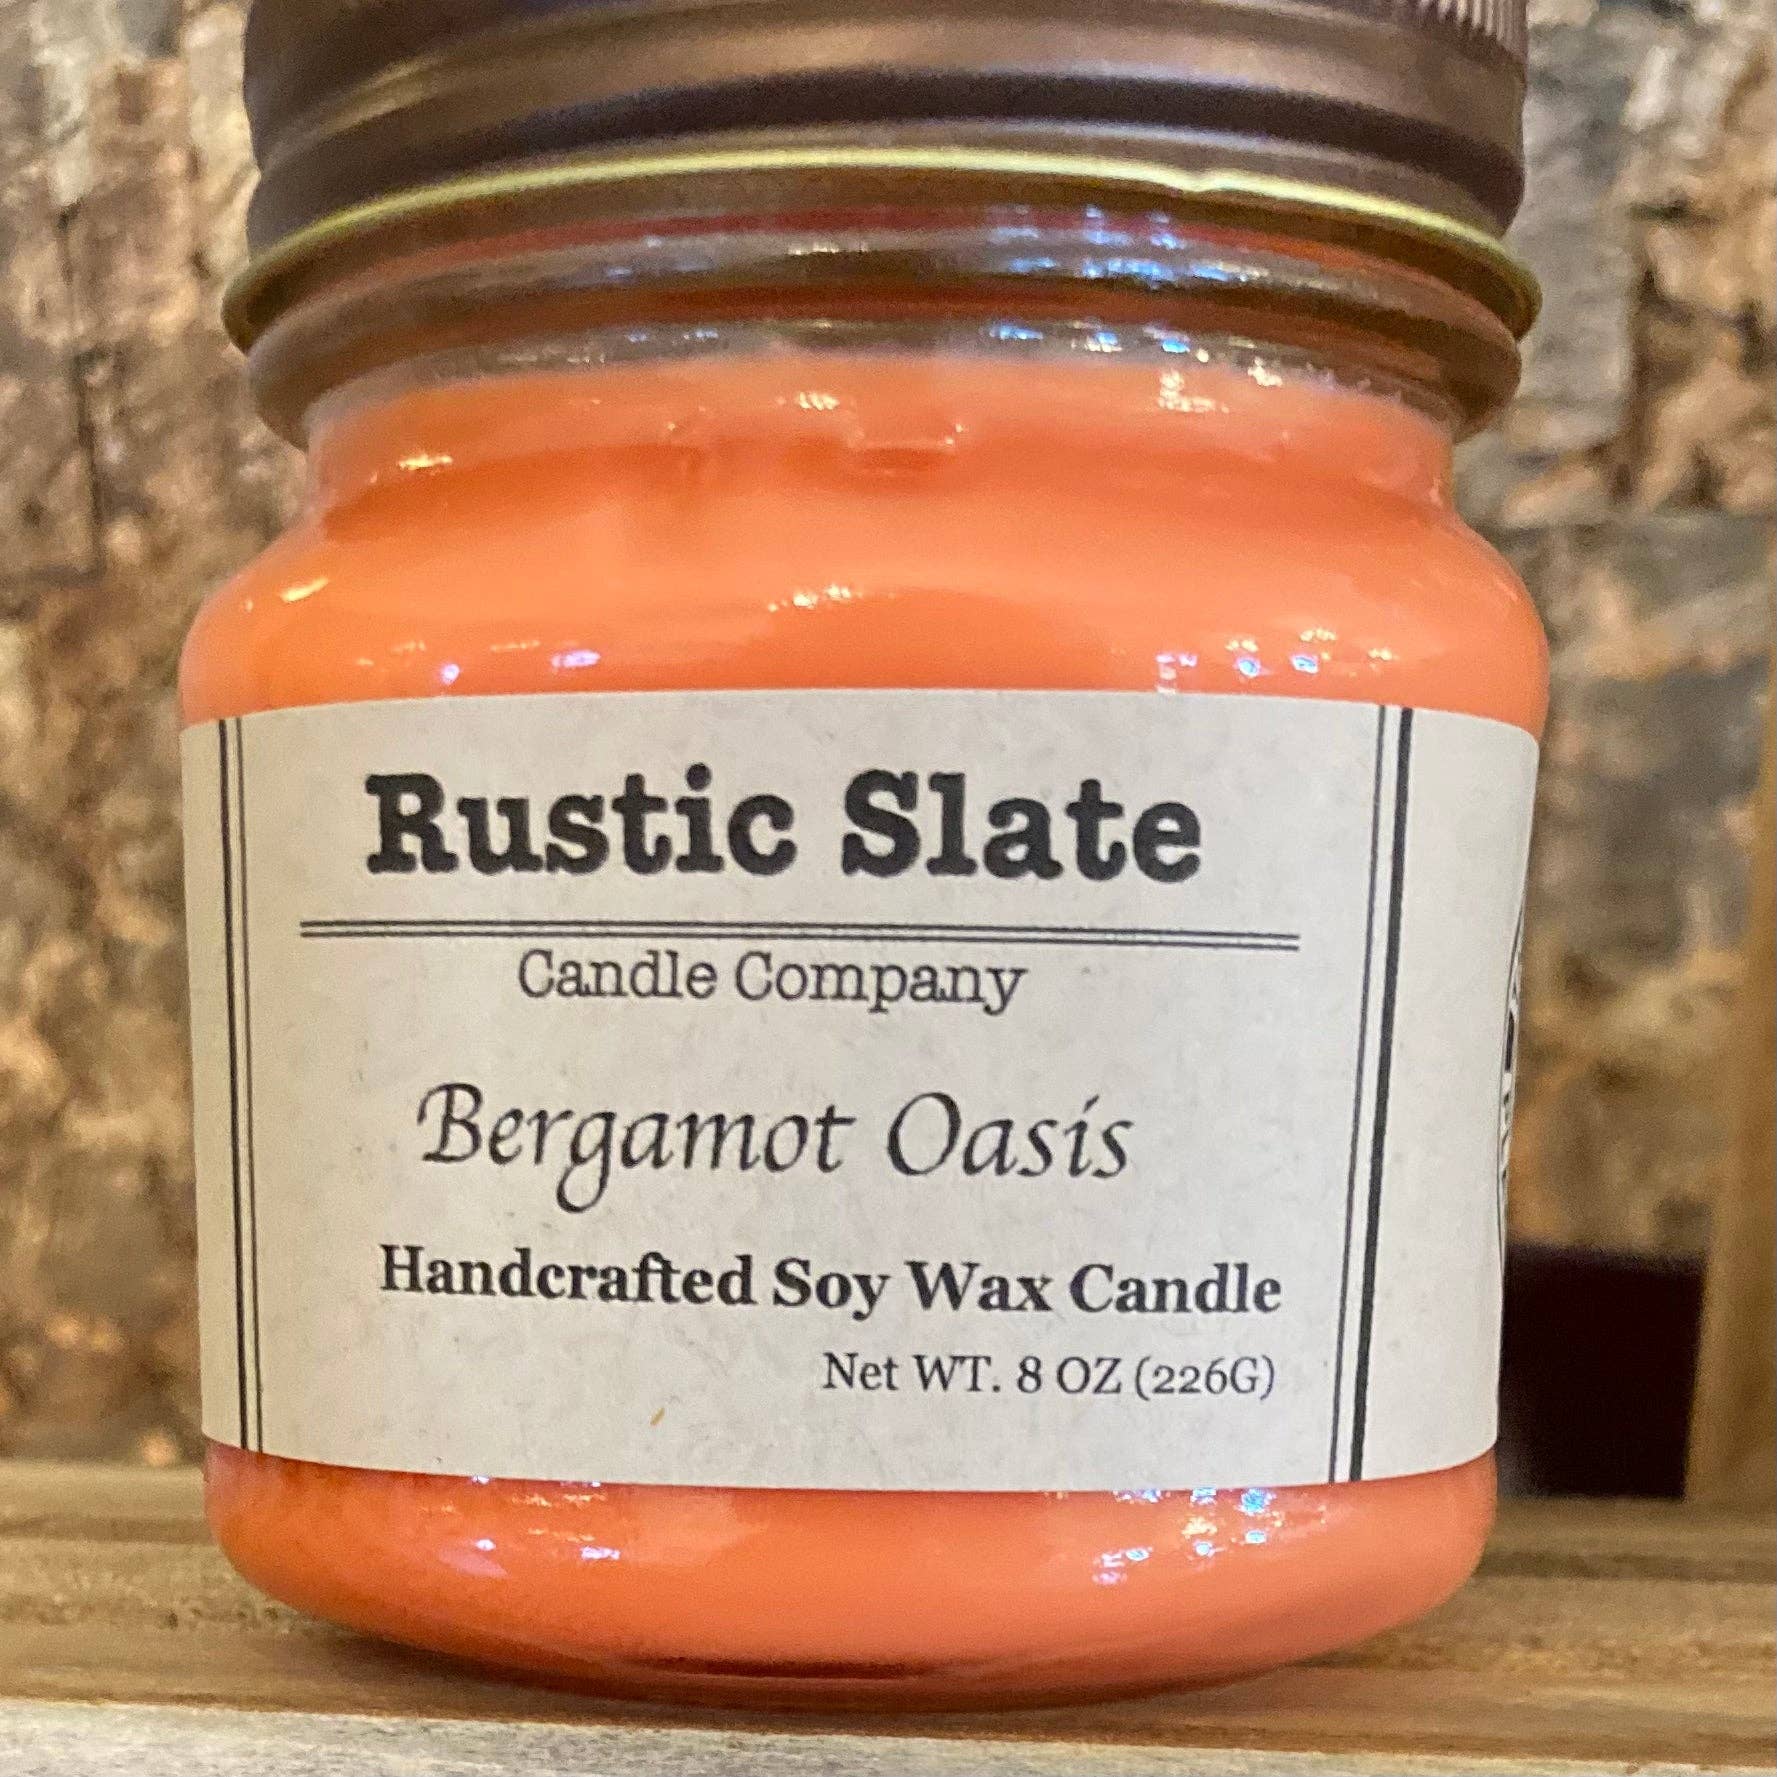 Rustic Slate
Candle Company
Bergamot Oasis
Handcrafted Soy Wax Candle
Net WT. 8 OZ (226G)